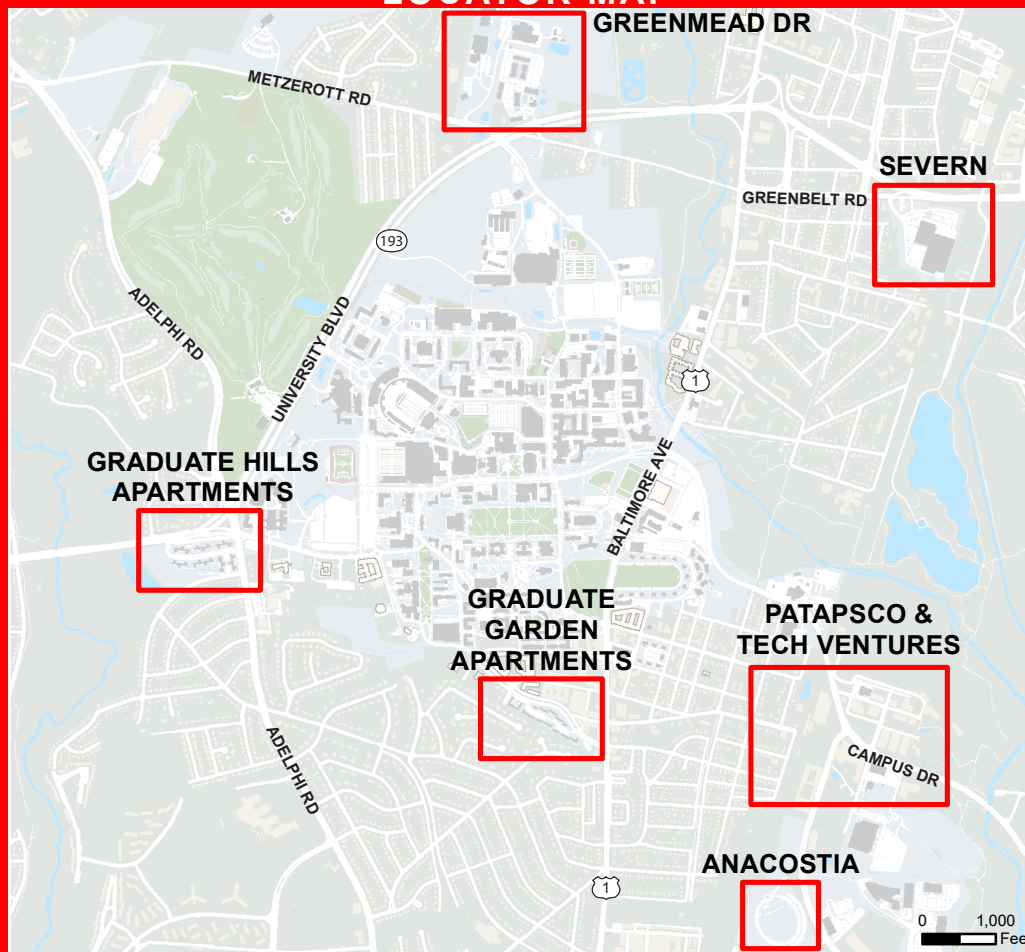 GREENMEAD DR
METZEROTT RD
SEVERN
GREENBELT RD
193
ADELPHI RD
UNIVERSITY BLVD
1
GRADUATE HILLS
APARTMENTS
BALTIMORE AVE
GRADUATE
GARDEN
APARTMENTS
PATAPSCO &
TECH VENTURES
ADELPHI RD
CAMPUS DR
ANACOSTIA
1
0 1,000